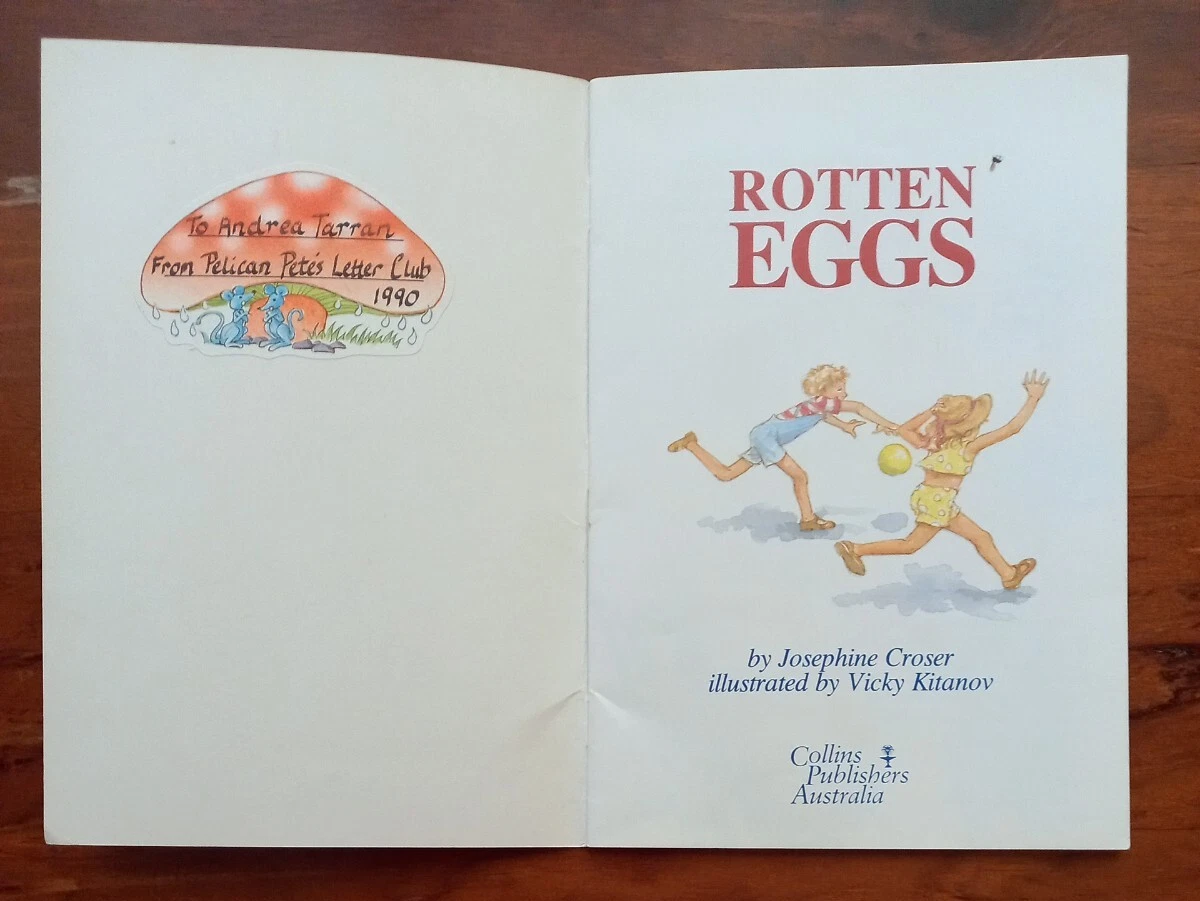 To Andrea Tarran
From Pelican Pete's Letter Club
1990
ROTTEN
EGGS
by Josephine Croser
illustrated by Vicky Kitanov
Collins
Publishers
Australia